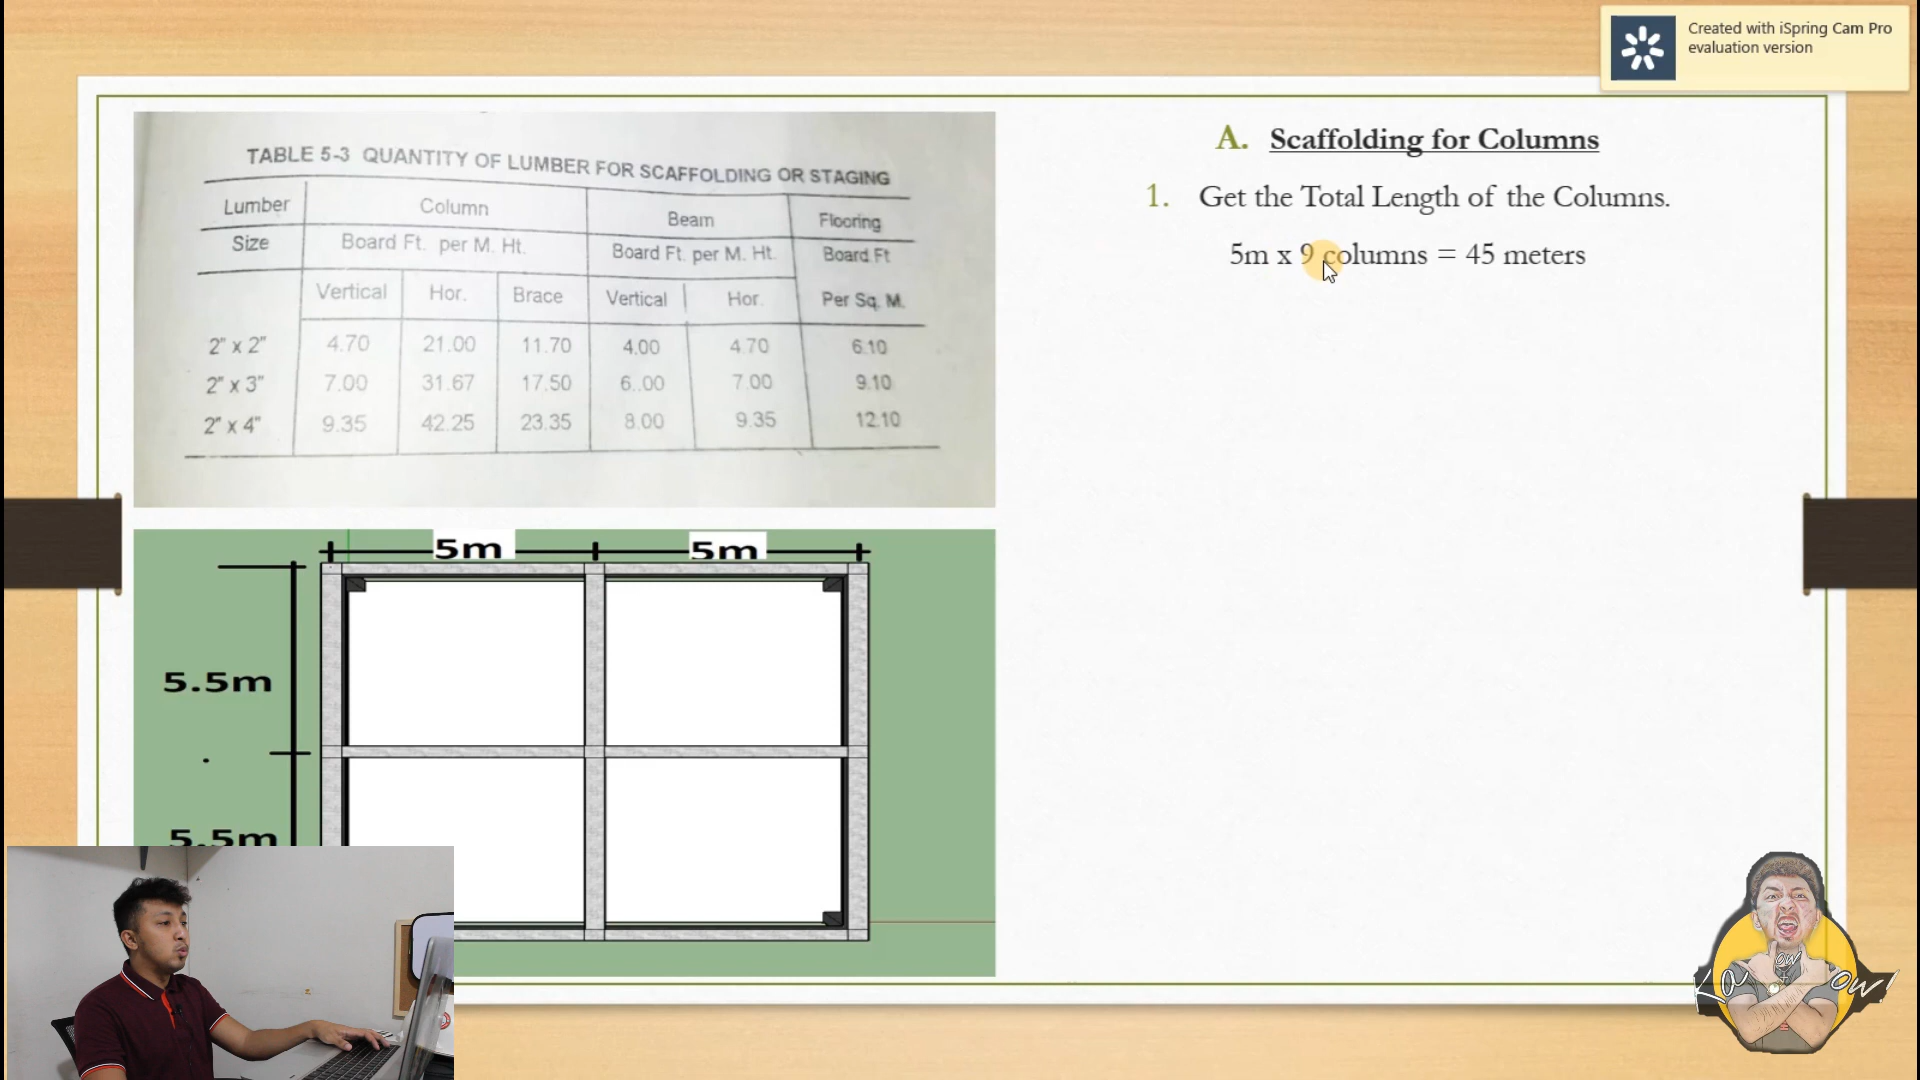 Created with iSpring Cam Pro
evaluation version
TABLE 5-3 QUANTITY OF LUMBER FOR SCAFFOLDING OR STAGING
Lumber Column Beam Flooring
Size Board Ft. per M. Ht. Board Ft. per M. Ht. Board Ft
Vertical Hor. Brace Vertical Hor. Per Sq. M.
2" x 2" 4.70 21.00 11.70 4.00 4.70 6.10
2" x 3" 7.00 31.67 17.50 6..00 7.00 9.10
2" x 4" 9.35 42.25 23.35 8.00 9.35 12.10
A. Scaffolding for Columns
1. Get the Total Length of the Columns.
5m x 9 columns = 45 meters
5m 5m
5.5m
5.5m